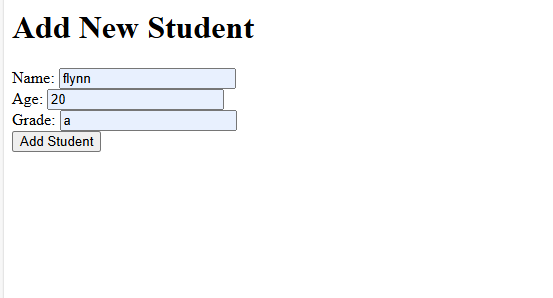 Add New Student
Name: flynn
Age: 20
Grade: a
Add Student